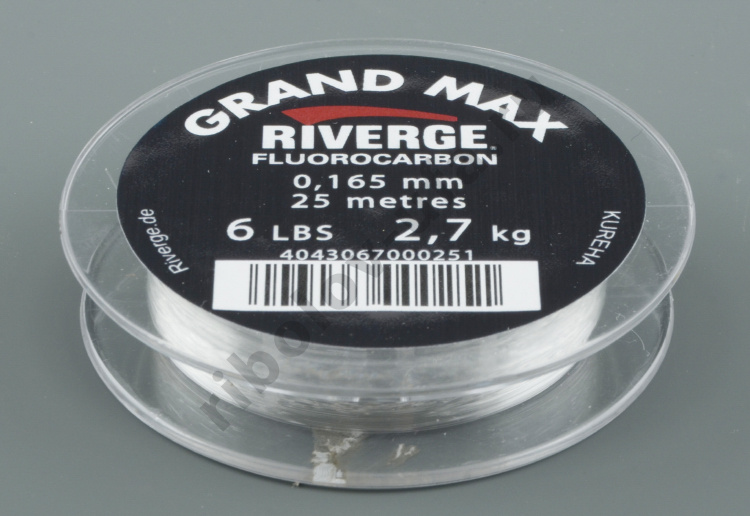 GRAND MAX
RIVERGE
FLUOROCARBON
0,165 mm
25 metres
6 LBS 2,7 kg
4043067000251
Riverge.de
KUREHA